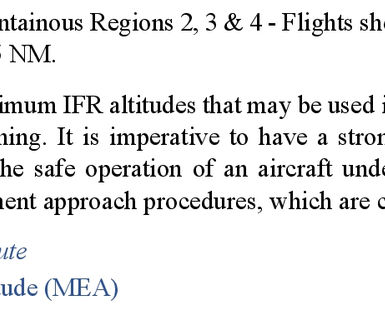 ntainous Regions 2, 3 & 4 - Flights sho
5 NM.
imum IFR altitudes that may be used i
ning. It is imperative to have a stron
he safe operation of an aircraft unde
ment approach procedures, which are c
ute
ude (MEA)